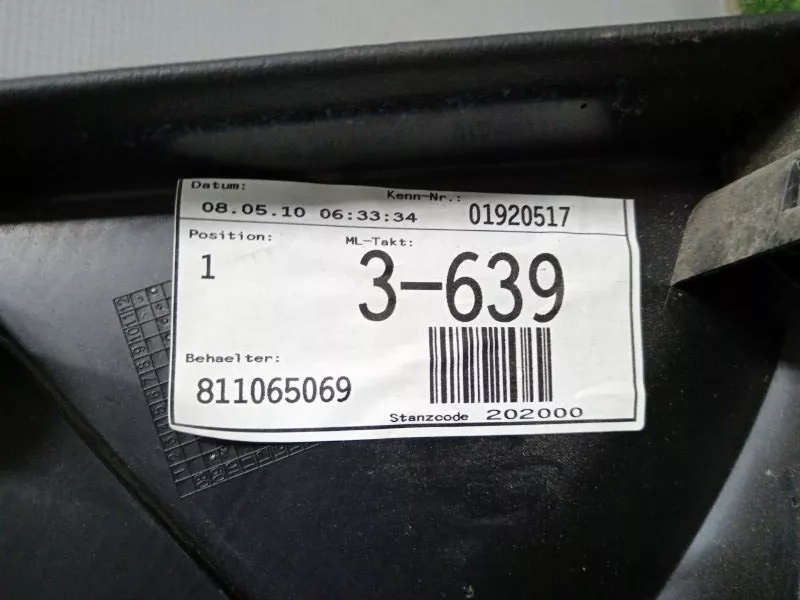 Datum:
Kenn-Nr.:
08.05.10 06:33:34
01920517
Position:
ML-Takt:
1
3-639
Behaelter:
811065069
Stanzcode 202000